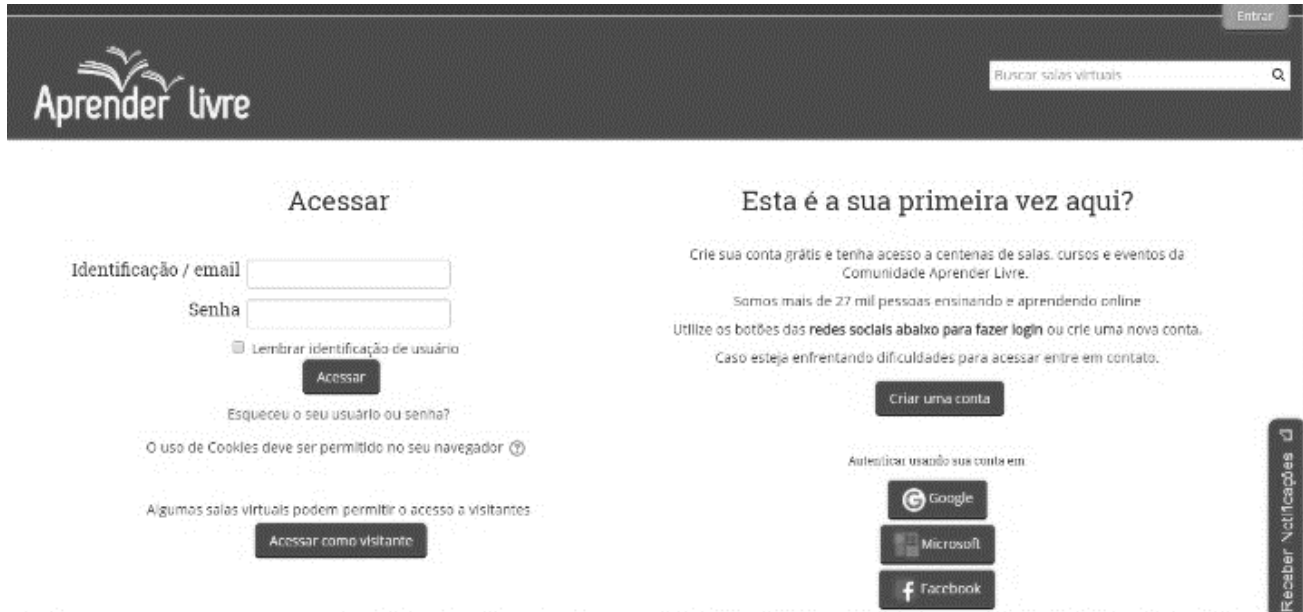 Entrar
Aprender livre
Buscar salas virtuais
Acessar
Identificação / email
Senha
Lembrar identificação de usuário
Acessar
Esqueceu o seu usuário ou senha?
O uso de Cookies deve ser permitido no seu navegador
Algumas salas virtuais podem permitir o acesso a visitantes
Acessar como visitante
Esta é a sua primeira vez aqui?
Crie sua conta grátis e tenha acesso a centenas de salas, cursos e eventos da
Comunidade Aprender Livre.
Somos mais de 27 mil pessoas ensinando e aprendendo online
Utilize os botões das redes sociais abaixo para fazer login ou crie uma nova conta.
Caso esteja enfrentando dificuldades para acessar entre em contato.
Criar uma conta
Autenticar usando sua conta em
Google
Microsoft
Facebook
Receber Notificações